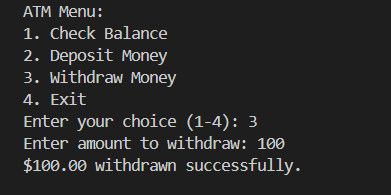 ATM Menu:
1. Check Balance
2. Deposit Money
3. Withdraw Money
4. Exit
Enter your choice (1-4): 3
Enter amount to withdraw: 100
$100.00 withdrawn successfully.